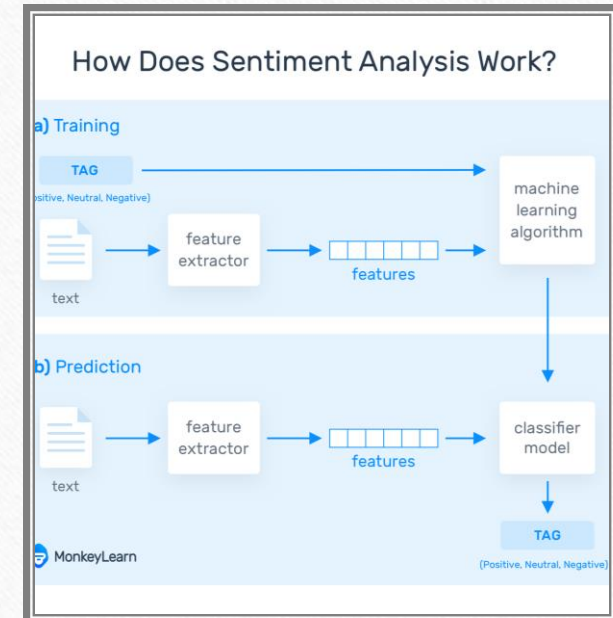 How Does Sentiment Analysis Work?
a) Training
TAG
ositive, Neutral, Negative)
text
feature
extractor
features
machine
learning
algorithm
b) Prediction
text
feature
extractor
features
classifier
model
TAG
(Positive, Neutral, Negative)
MonkeyLearn